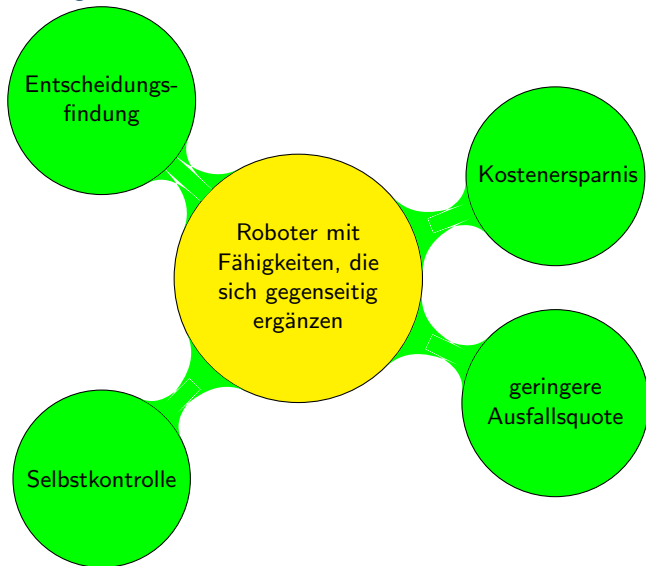 Entscheidungs-
findung
Kostenersparnis
Roboter mit
Fähigkeiten, die
sich gegenseitig
ergänzen
geringere
Ausfallsquote
Selbstkontrolle